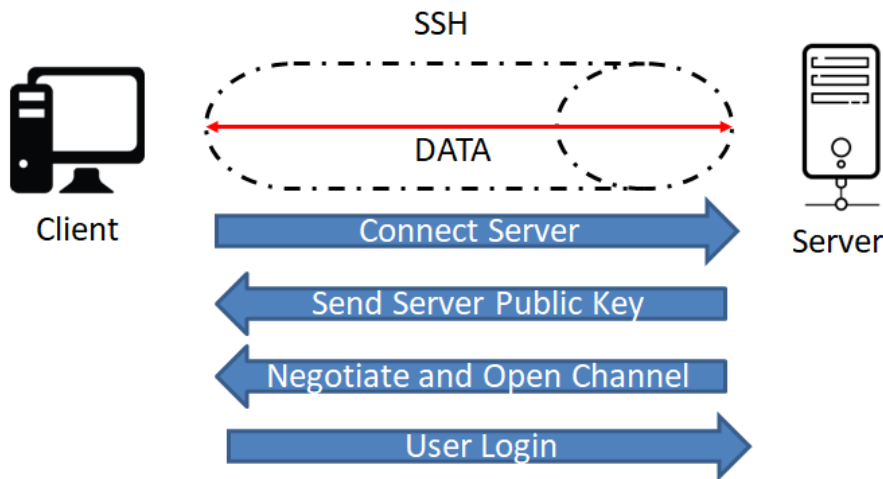 SSH
DATA
Client
Server
Connect Server
Send Server Public Key
Negotiate and Open Channel
User Login